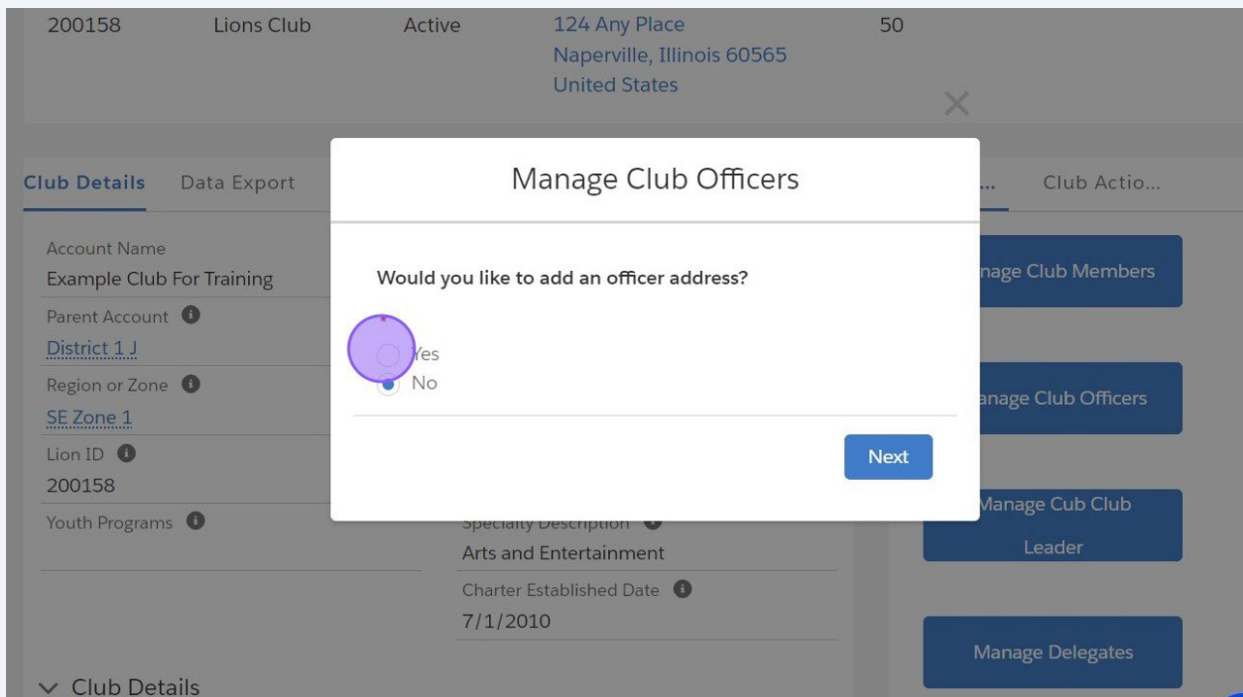 200158 Lions Club Active 124 Any Place 50
Naperville, Illinois 60565
United States
Club Details Data Export
Manage Club Officers
... Club Actio...
Account Name
Example Club For Training
Parent Account
District 1 J
Region or Zone
SE Zone 1
Lion ID
200158
Youth Programs
Would you like to add an officer address?
*
Yes
No
Next
Specialty Description
Arts and Entertainment
Charter Established Date
7/1/2010
Club Details
nage Club Members
anage Club Officers
Manage Cub Club
Leader
Manage Delegates